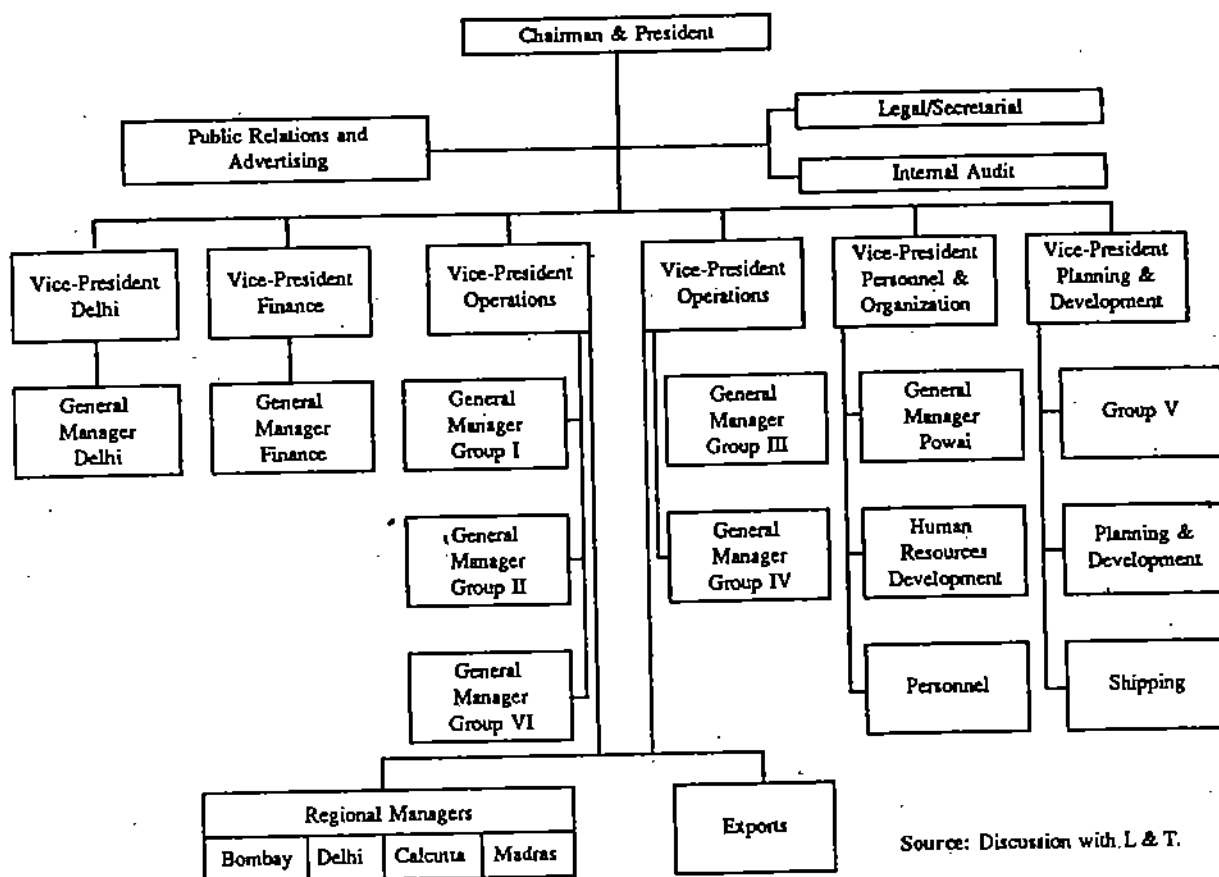 Chairman & President
Legal/Secretarial
Public Relations and
Advertising
Internal Audit
Vice-President
Delhi
Vice-President
Finance
Vice-President
Operations
Vice-President
Operations
Vice-President
Personnel &
Organization
Vice-President
Planning &
Development
General
Manager
Delhi
General
Manager
Finance
General
Manager
Group I
General
Manager
Group III
General
Manager
Powai
Group V
General
Manager
Group II
General
Manager
Group IV
Human
Resources
Development
Planning &
Development
General
Manager
Group VI
Personnel
Shipping
Regional Managers
Bombay
Delhi
Calcutta
Madras
Exports
Source: Discussion with L & T.